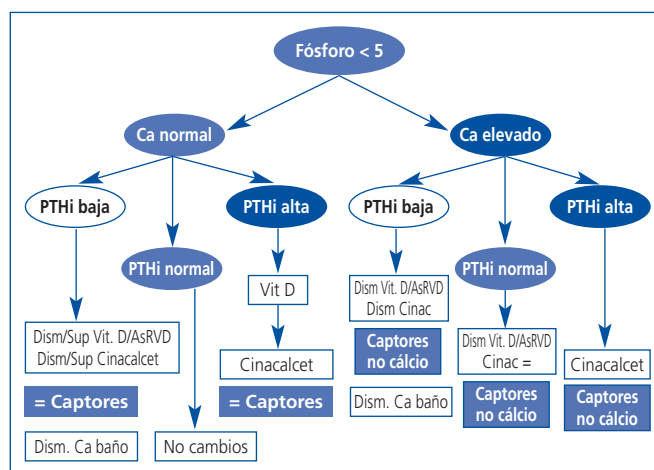 Fósforo < 5
Ca normal
Ca elevado
PTHi baja
PTHi normal
PTHi alta
PTHi baja
PTHi normal
PTHi alta
Dism/Sup Vit. D/AsRVD
Dism/Sup Cinacalcet
= Captores
Dism. Ca baño
No cambios
Vit D
Cinacalcet
= Captores
Dism Vit. D/AsRVD
Dism Cinac
Captores
no cálcio
Dism. Ca baño
Dism Vit. D/AsRVD
Cinac =
Captores
no cálcio
Cinacalcet
Captores
no cálcio